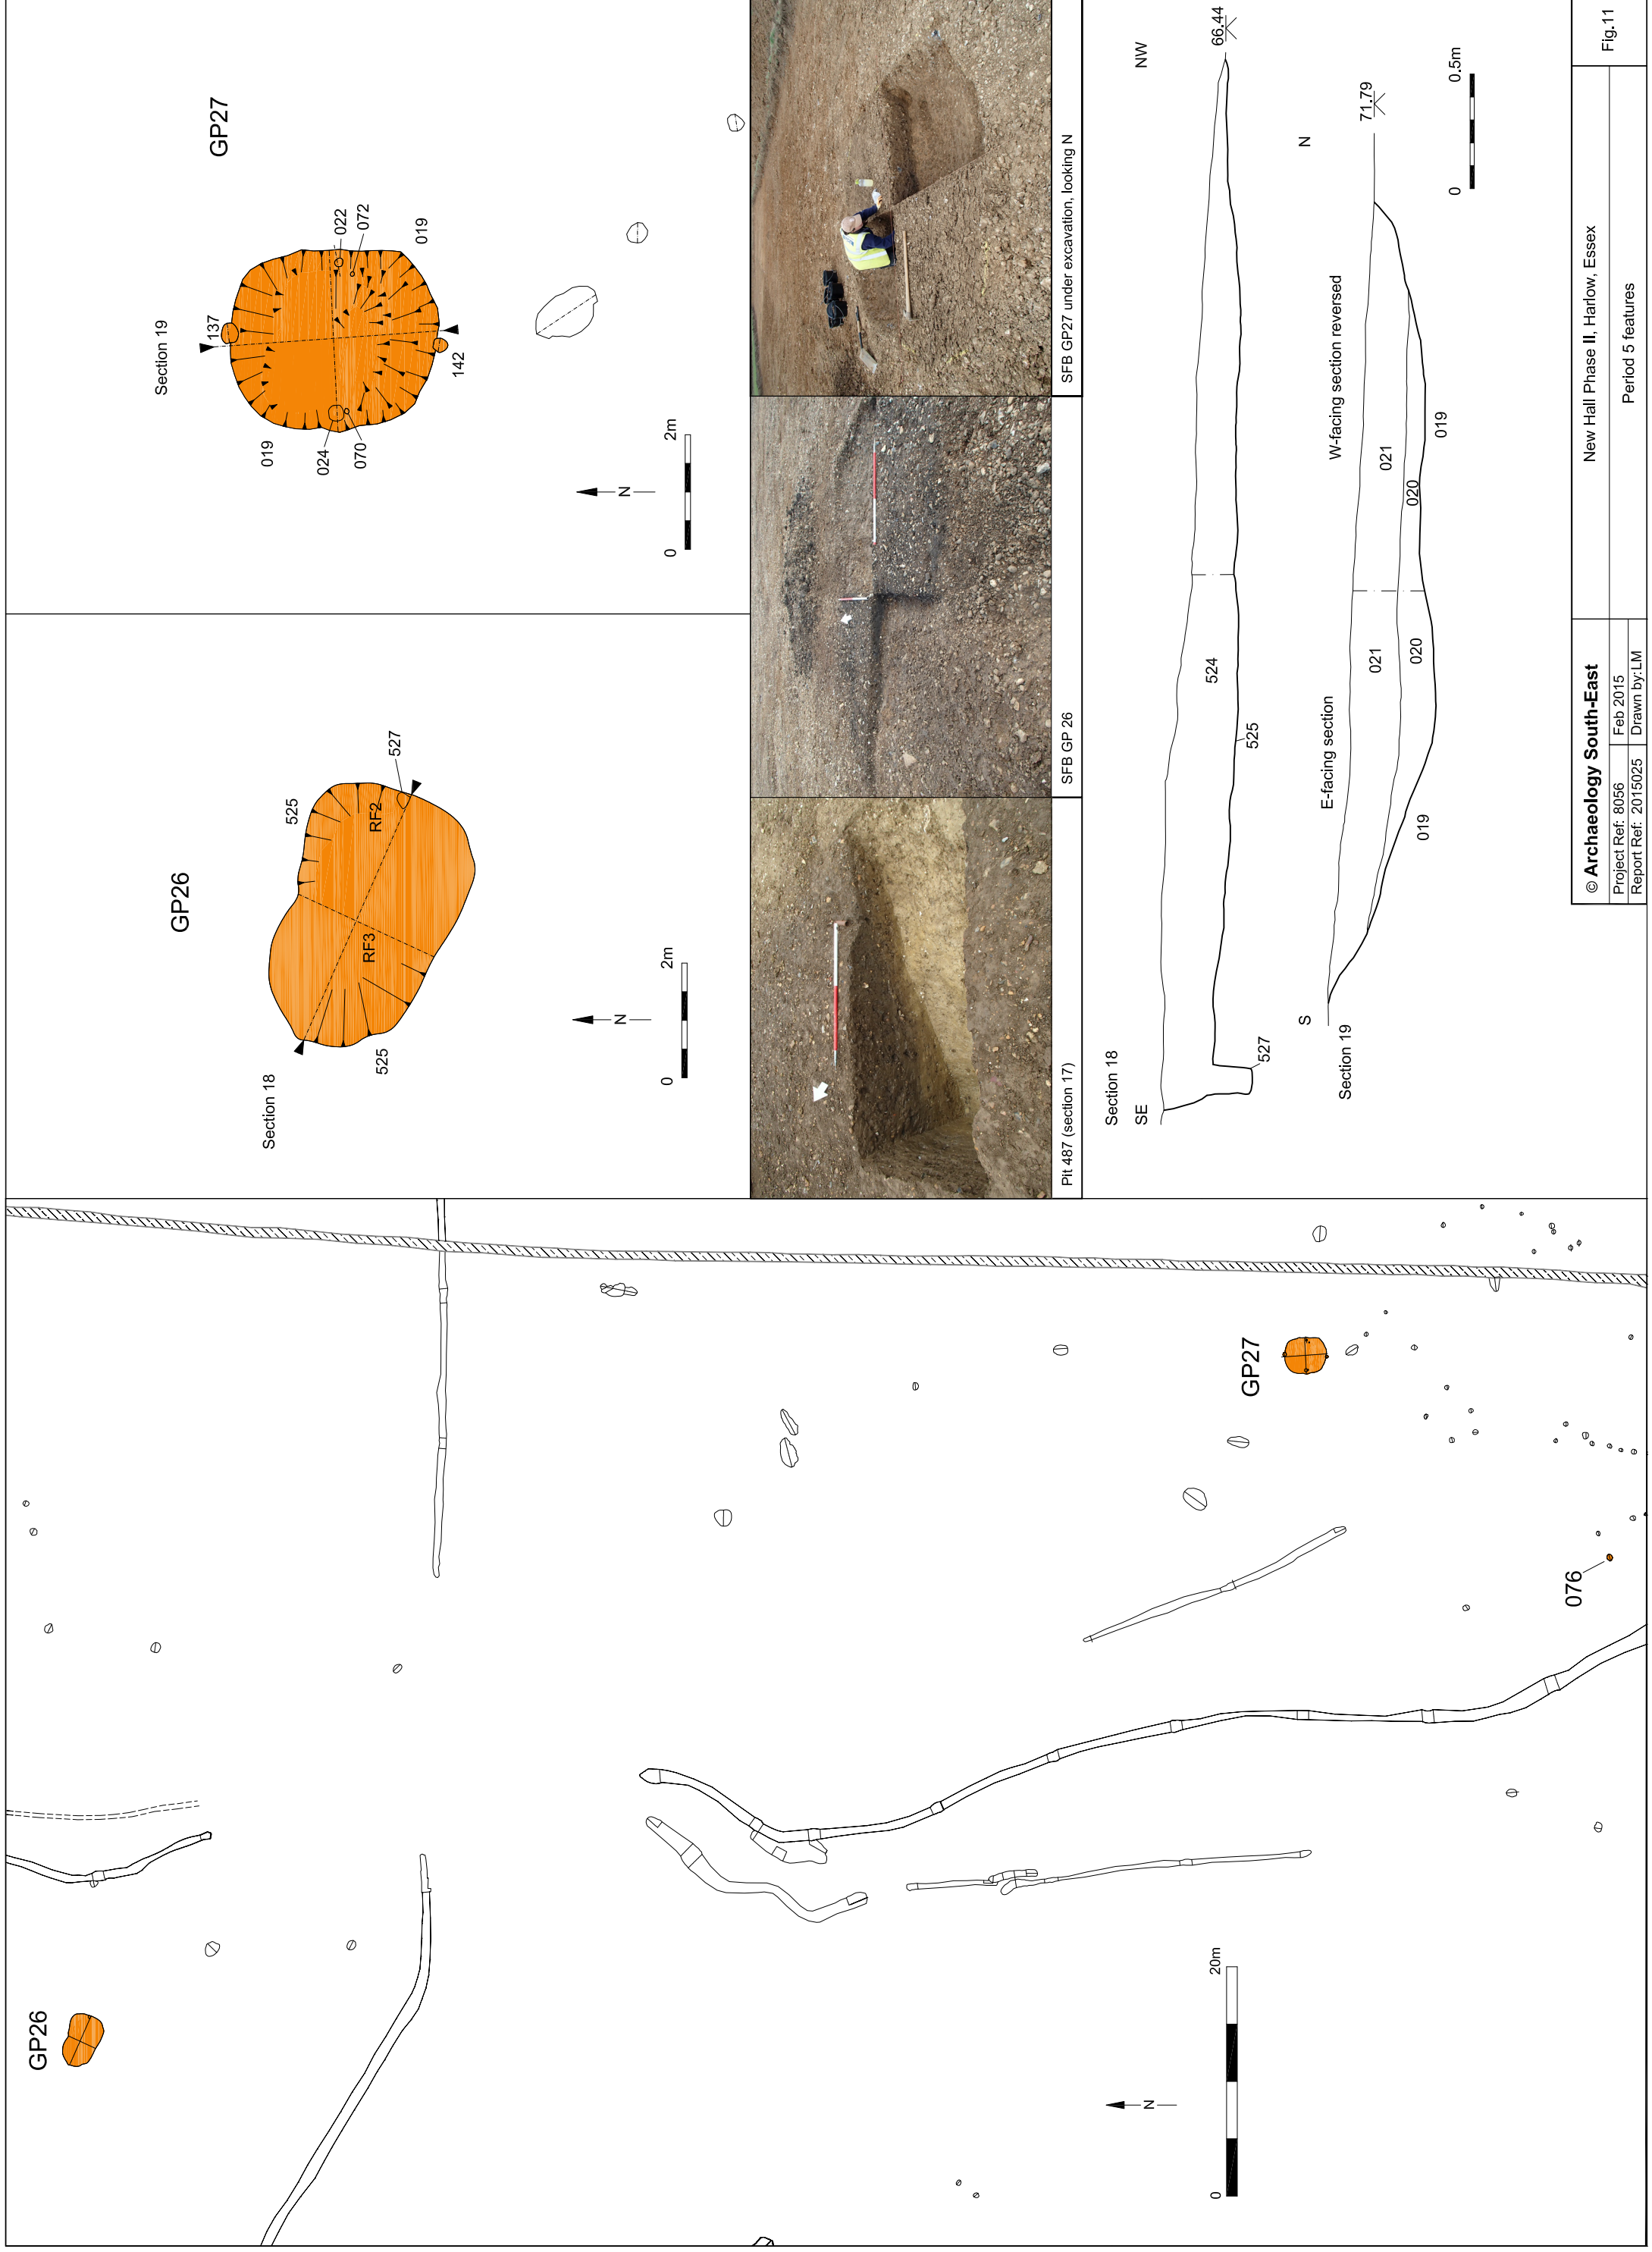 GP26
GP27
076
N
0
20m
GP26
Section 18
525
525
527
RF2
RF3
N
0
2m
GP27
Section 19
137
019
019
022
072
024
070
142
N
0
2m
Pit 487 (section 17)
SFB GP 26
SFB GP27 under excavation, looking N
Section 18
SE
NW
66.44
524
525
527
Section 19
S
N
E-facing section
W-facing section reversed
71.79
021
021
020
020
019
019
0
0.5m
© Archaeology South-East
Project Ref: 8056
Feb 2015
Report Ref: 2015025
Drawn by:LM
New Hall Phase II, Harlow, Essex
Period 5 features
Fig.11